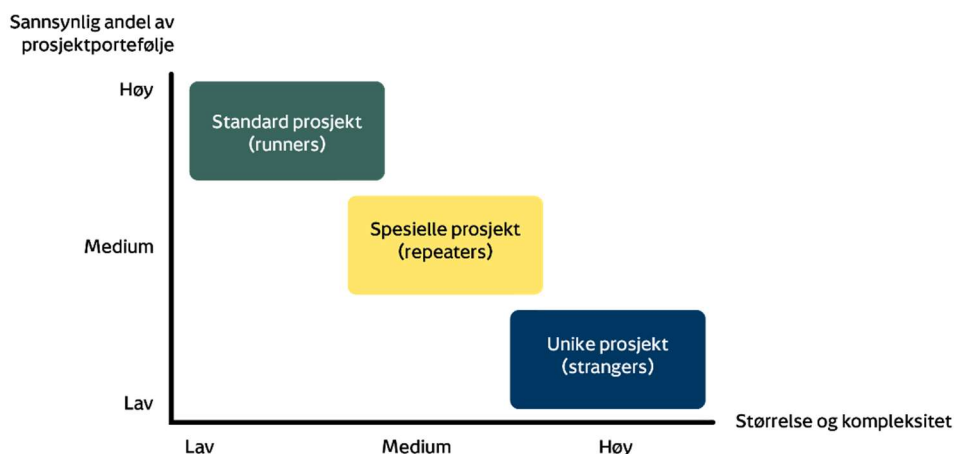 Sannsynlig andel av
prosjektportefølje
Høy
Standard prosjekt
(runners)
Spesielle prosjekt
(repeaters)
Medium
Unike prosjekt
(strangers)
Lav
Størrelse og kompleksitet
Lav
Medium
Høy